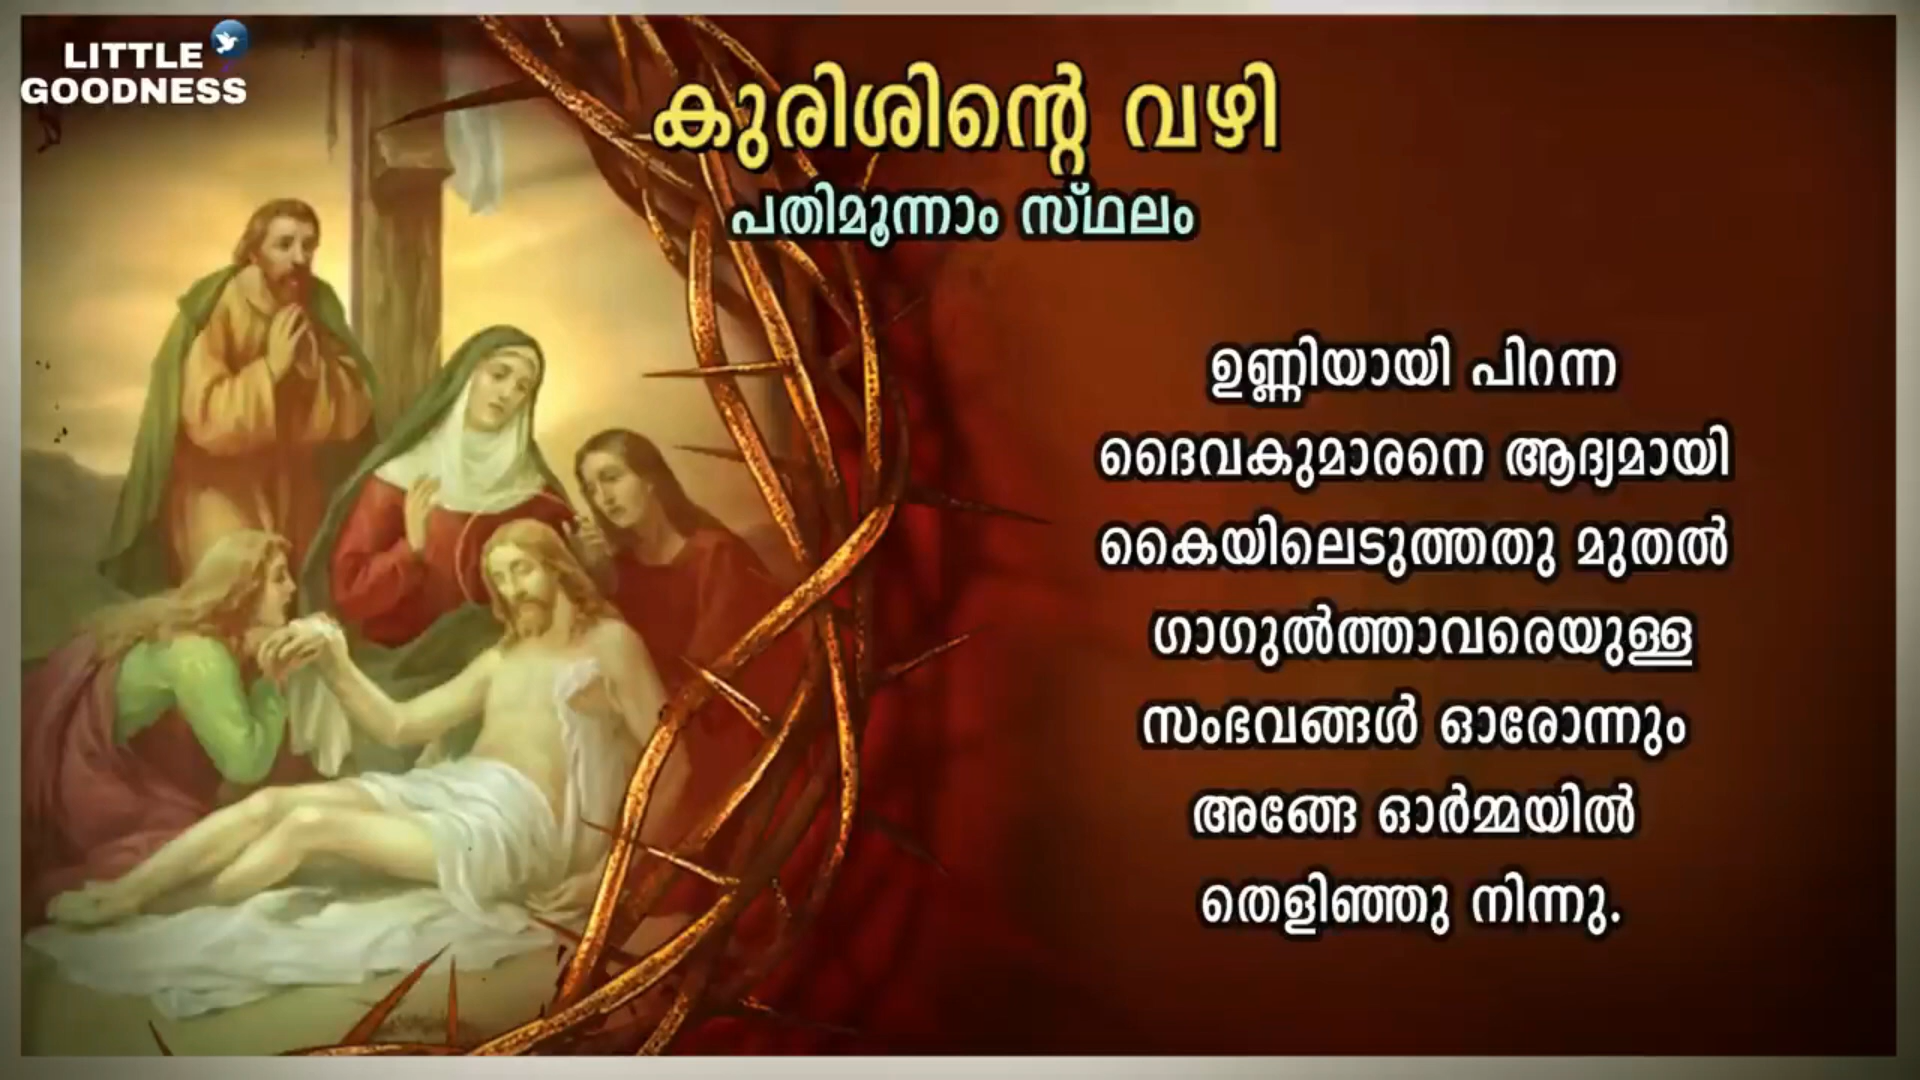 LITTLE
GOODNESS
കുരിശിന്റെ വഴി
പതിമൂന്നാം സ്ഥലം
ഉണ്ണിയായി പിറന്ന
ദൈവകുമാരനെ ആദ്യമായി
കൈയിലെടുത്തതു മുതൽ
ഗാഗുൽത്താവരെയുള്ള
സംഭവങ്ങൾ ഓരോന്നും
അങ്ങേ ഓർമ്മയിൽ
തെളിഞ്ഞു നിന്നു.